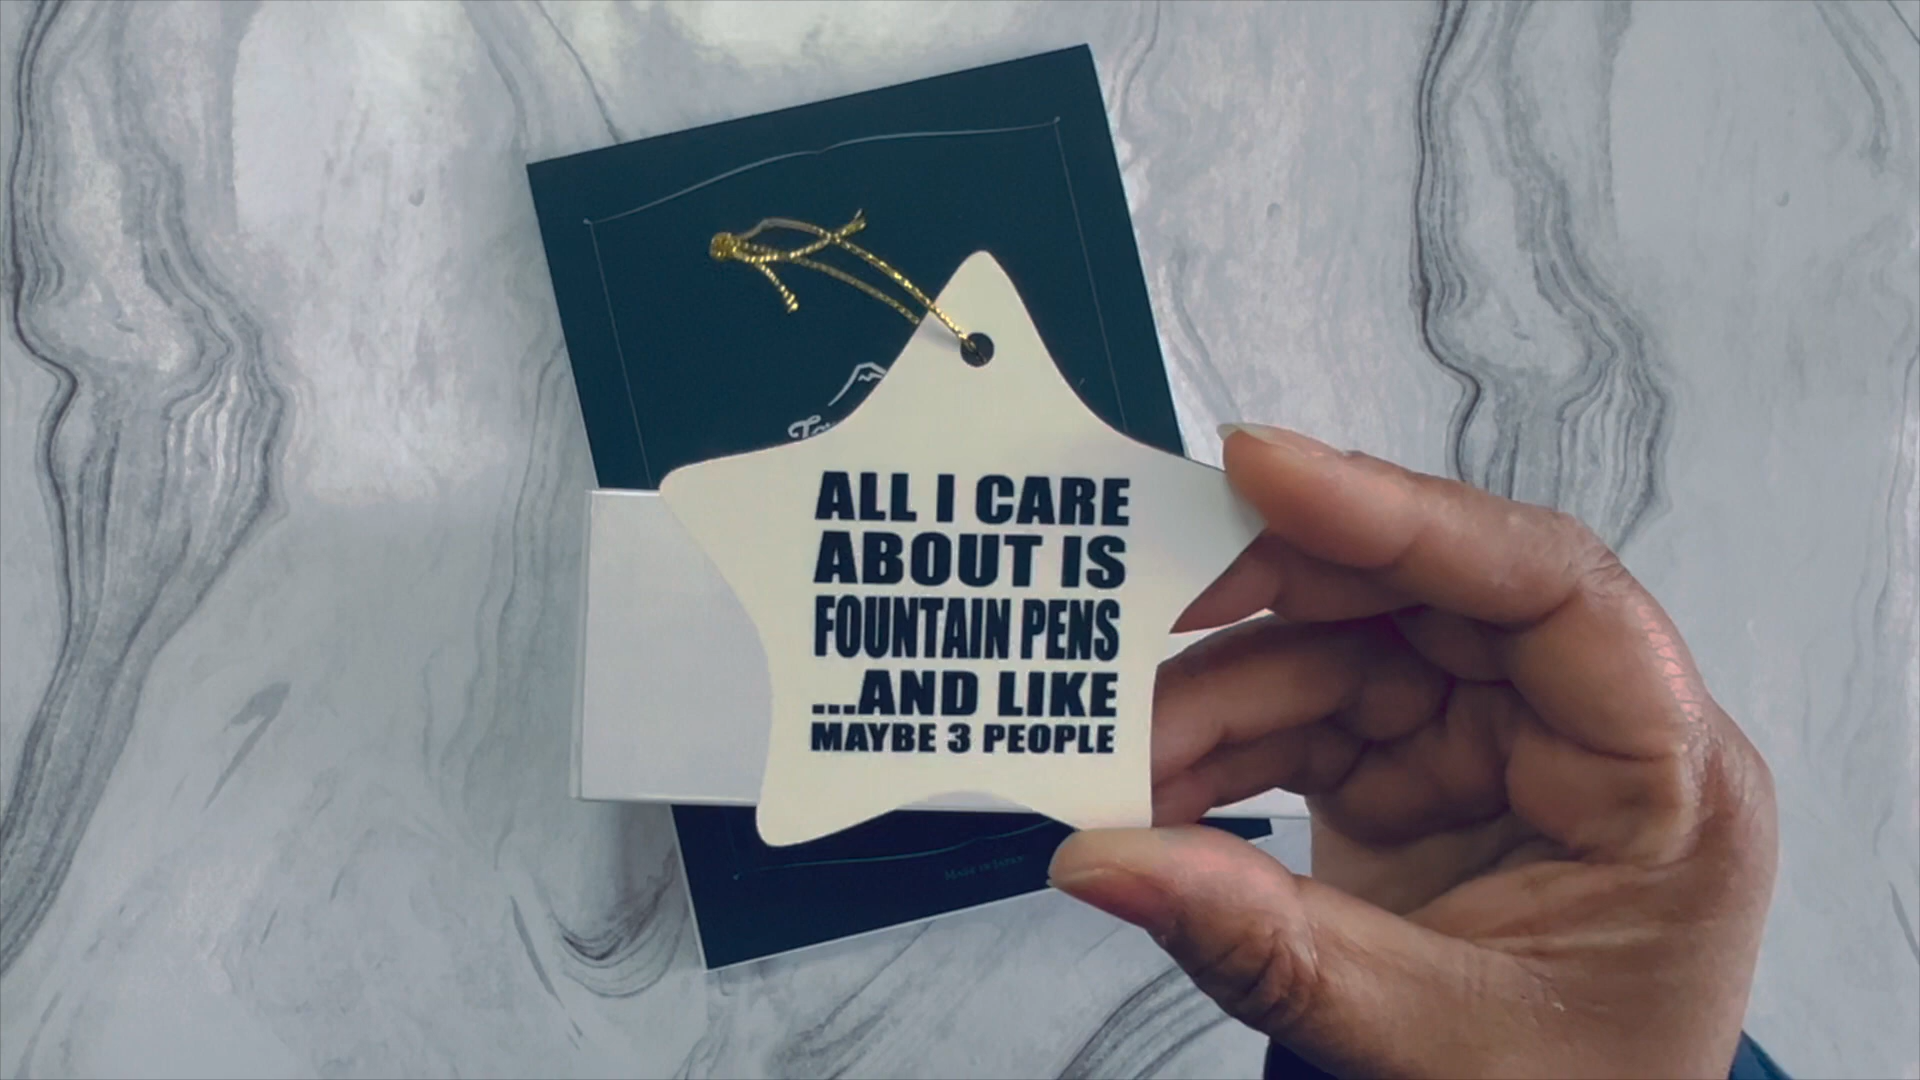 ALL I CARE
ABOUT IS
FOUNTAIN PENS
...AND LIKE
MAYBE 3 PEOPLE